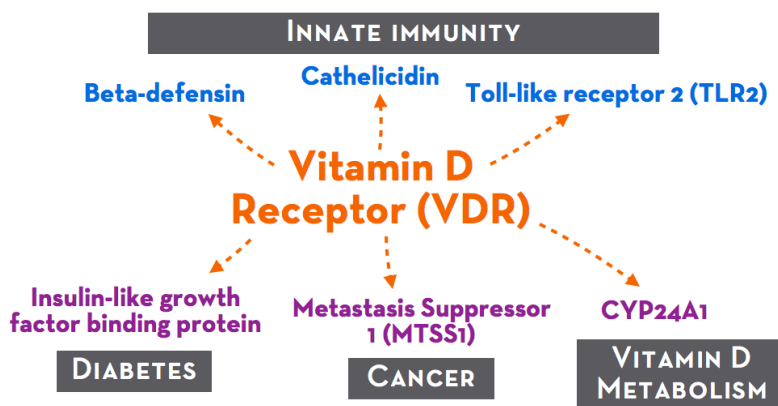 Innate immunity
Cathelicidin
Beta-defensin
Toll-like receptor 2 (TLR2)
Vitamin D
Receptor (VDR)
Insulin-like growth
factor binding protein
Metastasis Suppressor
1 (MTSS1)
CYP24A1
Diabetes
Cancer
Vitamin D
Metabolism